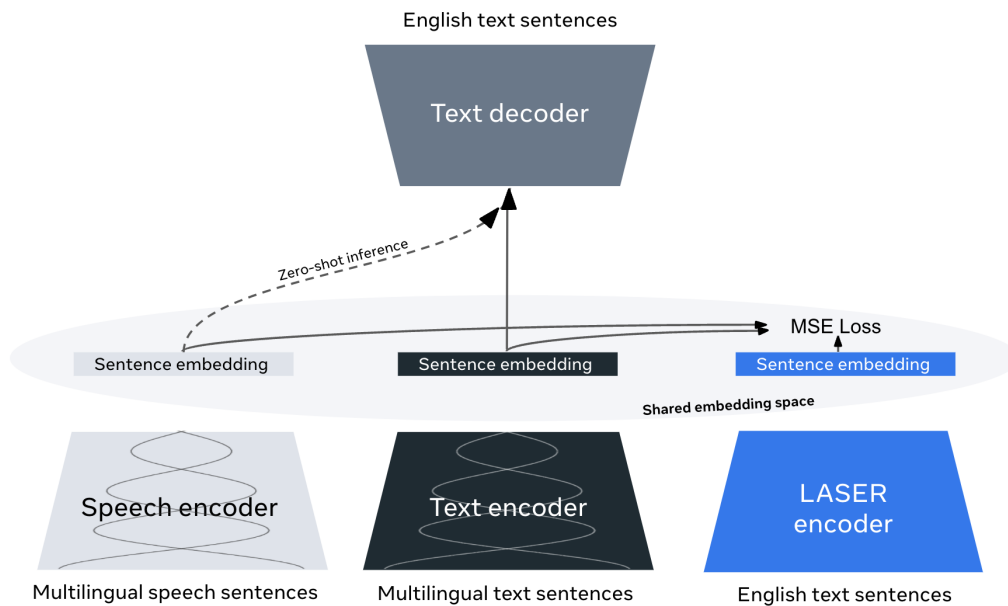 English text sentences
Text decoder
Zero-shot inference
MSE Loss
Sentence embedding
Sentence embedding
Sentence embedding
Shared embedding space
Speech encoder
Text encoder
LASER
encoder
Multilingual speech sentences
Multilingual text sentences
English text sentences